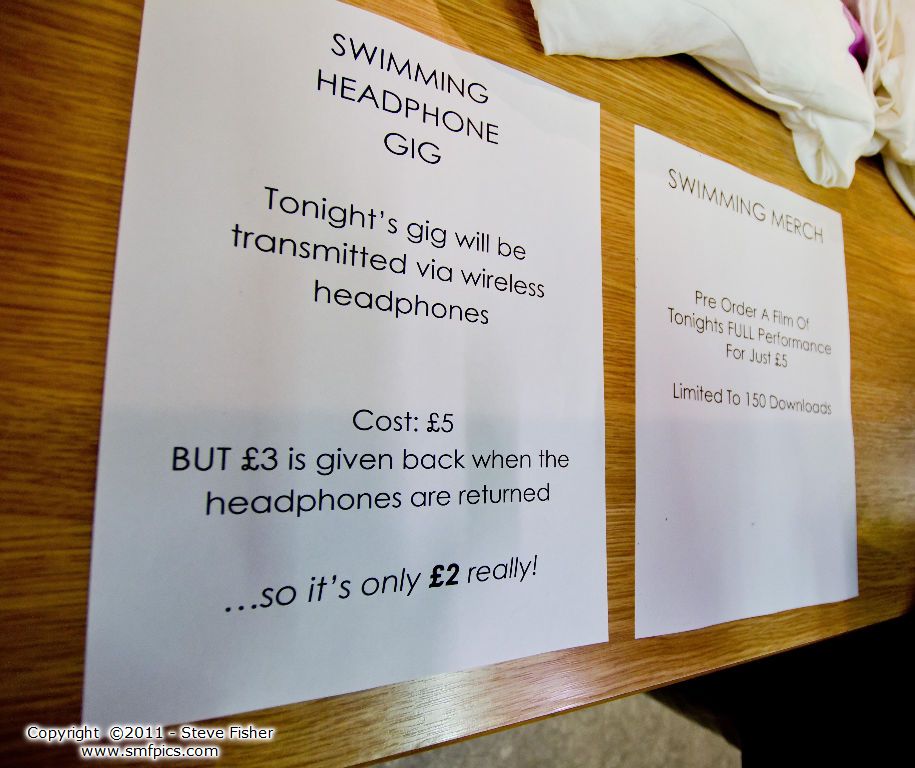 SWIMMING
HEADPHONE
GIG
Tonight's gig will be
transmitted via wireless
headphones
Cost: £5
BUT £3 is given back when the
headphones are returned
...so it's only £2 really!
SWIMMING MERCH
Pre Order A Film Of
Tonights FULL Performance
For Just £5
Limited To 150 Downloads
Copyright ©2011 - Steve Fisher
www.smfpics.com